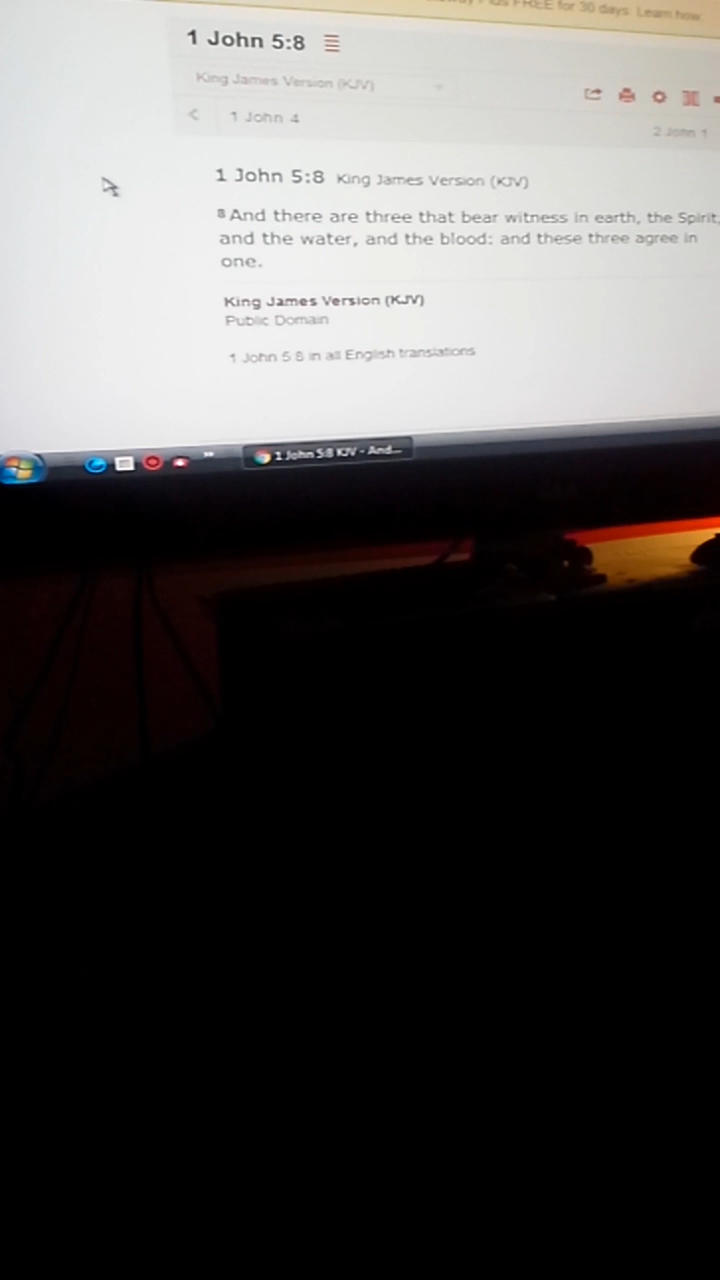 FREE for 30 days. Learn how.
1 John 5:8
King James Version (KJV)
< 1 John 4
2 John 1
1 John 5:8 King James Version (KJV)
8 And there are three that bear witness in earth, the Spirit,
and the water, and the blood: and these three agree in
one.
King James Version (KJV)
Public Domain
1 John 5:8 in all English translations
1 John 5:8 KJV - And...